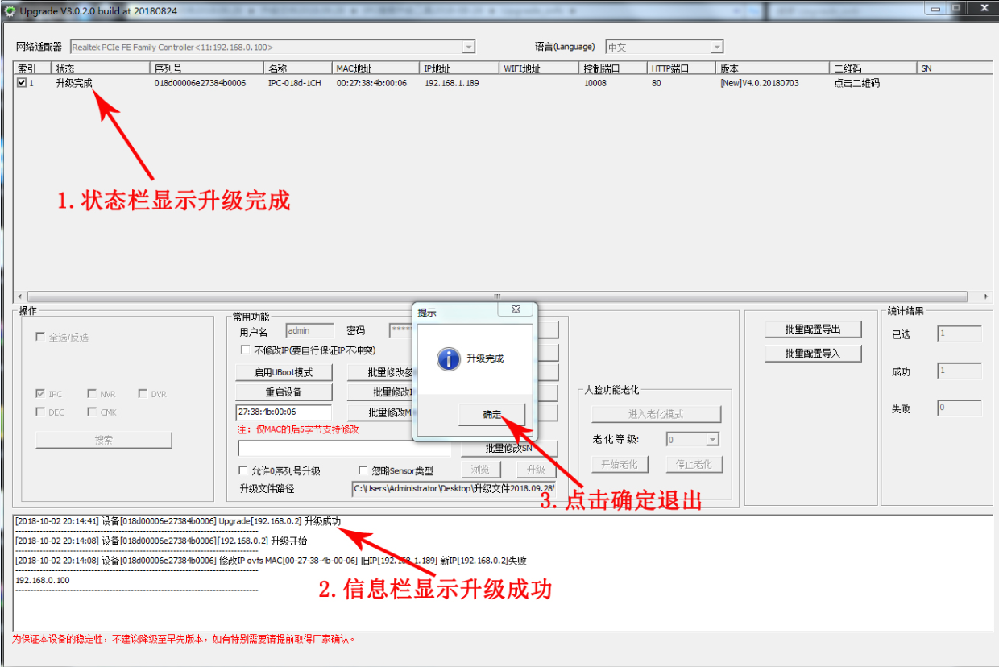 Upgrade V3.0.2.0 build at 20180824
网络适配器 Realtek PCIe FE Family Controller<11:192.168.0.100> 语言(Language) 中文
索引 状态 序列号 名称 MAC地址 IP地址 WIFI地址 控制端口 HTTP端口 版本 二维码 SN
1 升级完成 018d00006e27384b0006 IPC-018d-1CH 00:27:38:4b:00:06 192.168.1.189 10008 80 [New]V4.0.20180703 点击二维码
1.状态栏显示升级完成
操作
全选/反选
IPC NVR DVR
DEC CMK
搜索
常用功能
用户名 admin 密码 ****
不修改IP(要自行保证IP不冲突)
启用UBoot模式 批量修改参
重启设备 批量修改
27:38:4b:00:06 批量修改M
注：仅MAC的后5字节支持修改
批量修改SN
允许0序列号升级 忽略Sensor类型 浏览 升级
升级文件路径 C:\Users\Administrator\Desktop\升级文件2018.09.28\
提示
升级完成
确定
3.点击确定退出
人脸功能老化
进入老化模式
老化等级: 0
开始老化 停止老化
批量配置导出
批量配置导入
统计结果
已选 1
成功 1
失败 0
[2018-10-02 20:14:41] 设备[018d00006e27384b0006] Upgrade[192.168.0.2] 升级成功
[2018-10-02 20:14:08] 设备[018d00006e27384b0006][192.168.0.2] 升级开始
[2018-10-02 20:14:08] 设备[018d00006e27384b0006] 修改IP ovfs MAC[00-27-38-4b-00-06] 旧IP[192.168.1.189] 新IP[192.168.0.2]失败
192.168.0.100
2.信息栏显示升级成功
为保证本设备的稳定性，不建议降级至早先版本，如有特别需要请提前取得厂家确认。